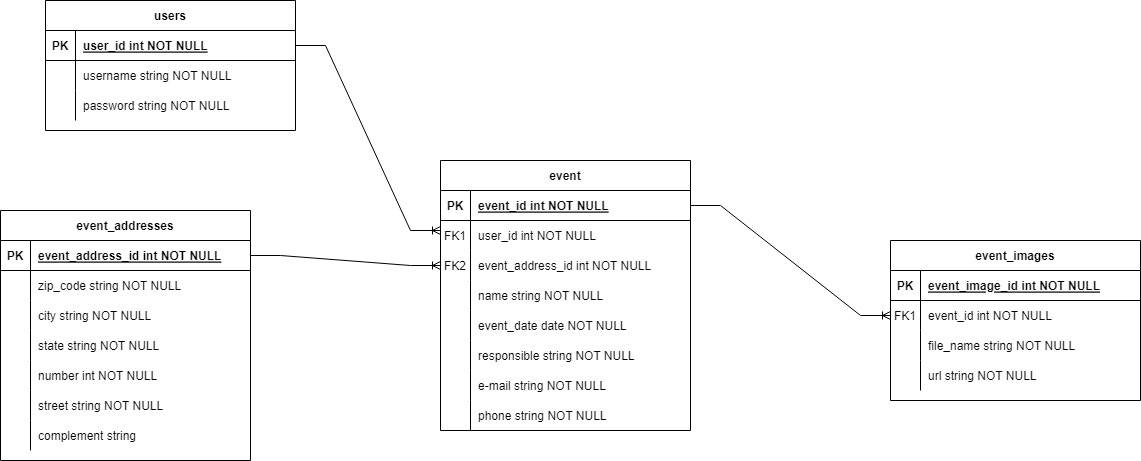 users
PK user_id int NOT NULL
username string NOT NULL
password string NOT NULL
event_addresses
PK event_address_id int NOT NULL
zip_code string NOT NULL
city string NOT NULL
state string NOT NULL
number int NOT NULL
street string NOT NULL
complement string
event
PK event_id int NOT NULL
FK1 user_id int NOT NULL
FK2 event_address_id int NOT NULL
name string NOT NULL
event_date date NOT NULL
responsible string NOT NULL
e-mail string NOT NULL
phone string NOT NULL
event_images
PK event_image_id int NOT NULL
FK1 event_id int NOT NULL
file_name string NOT NULL
url string NOT NULL